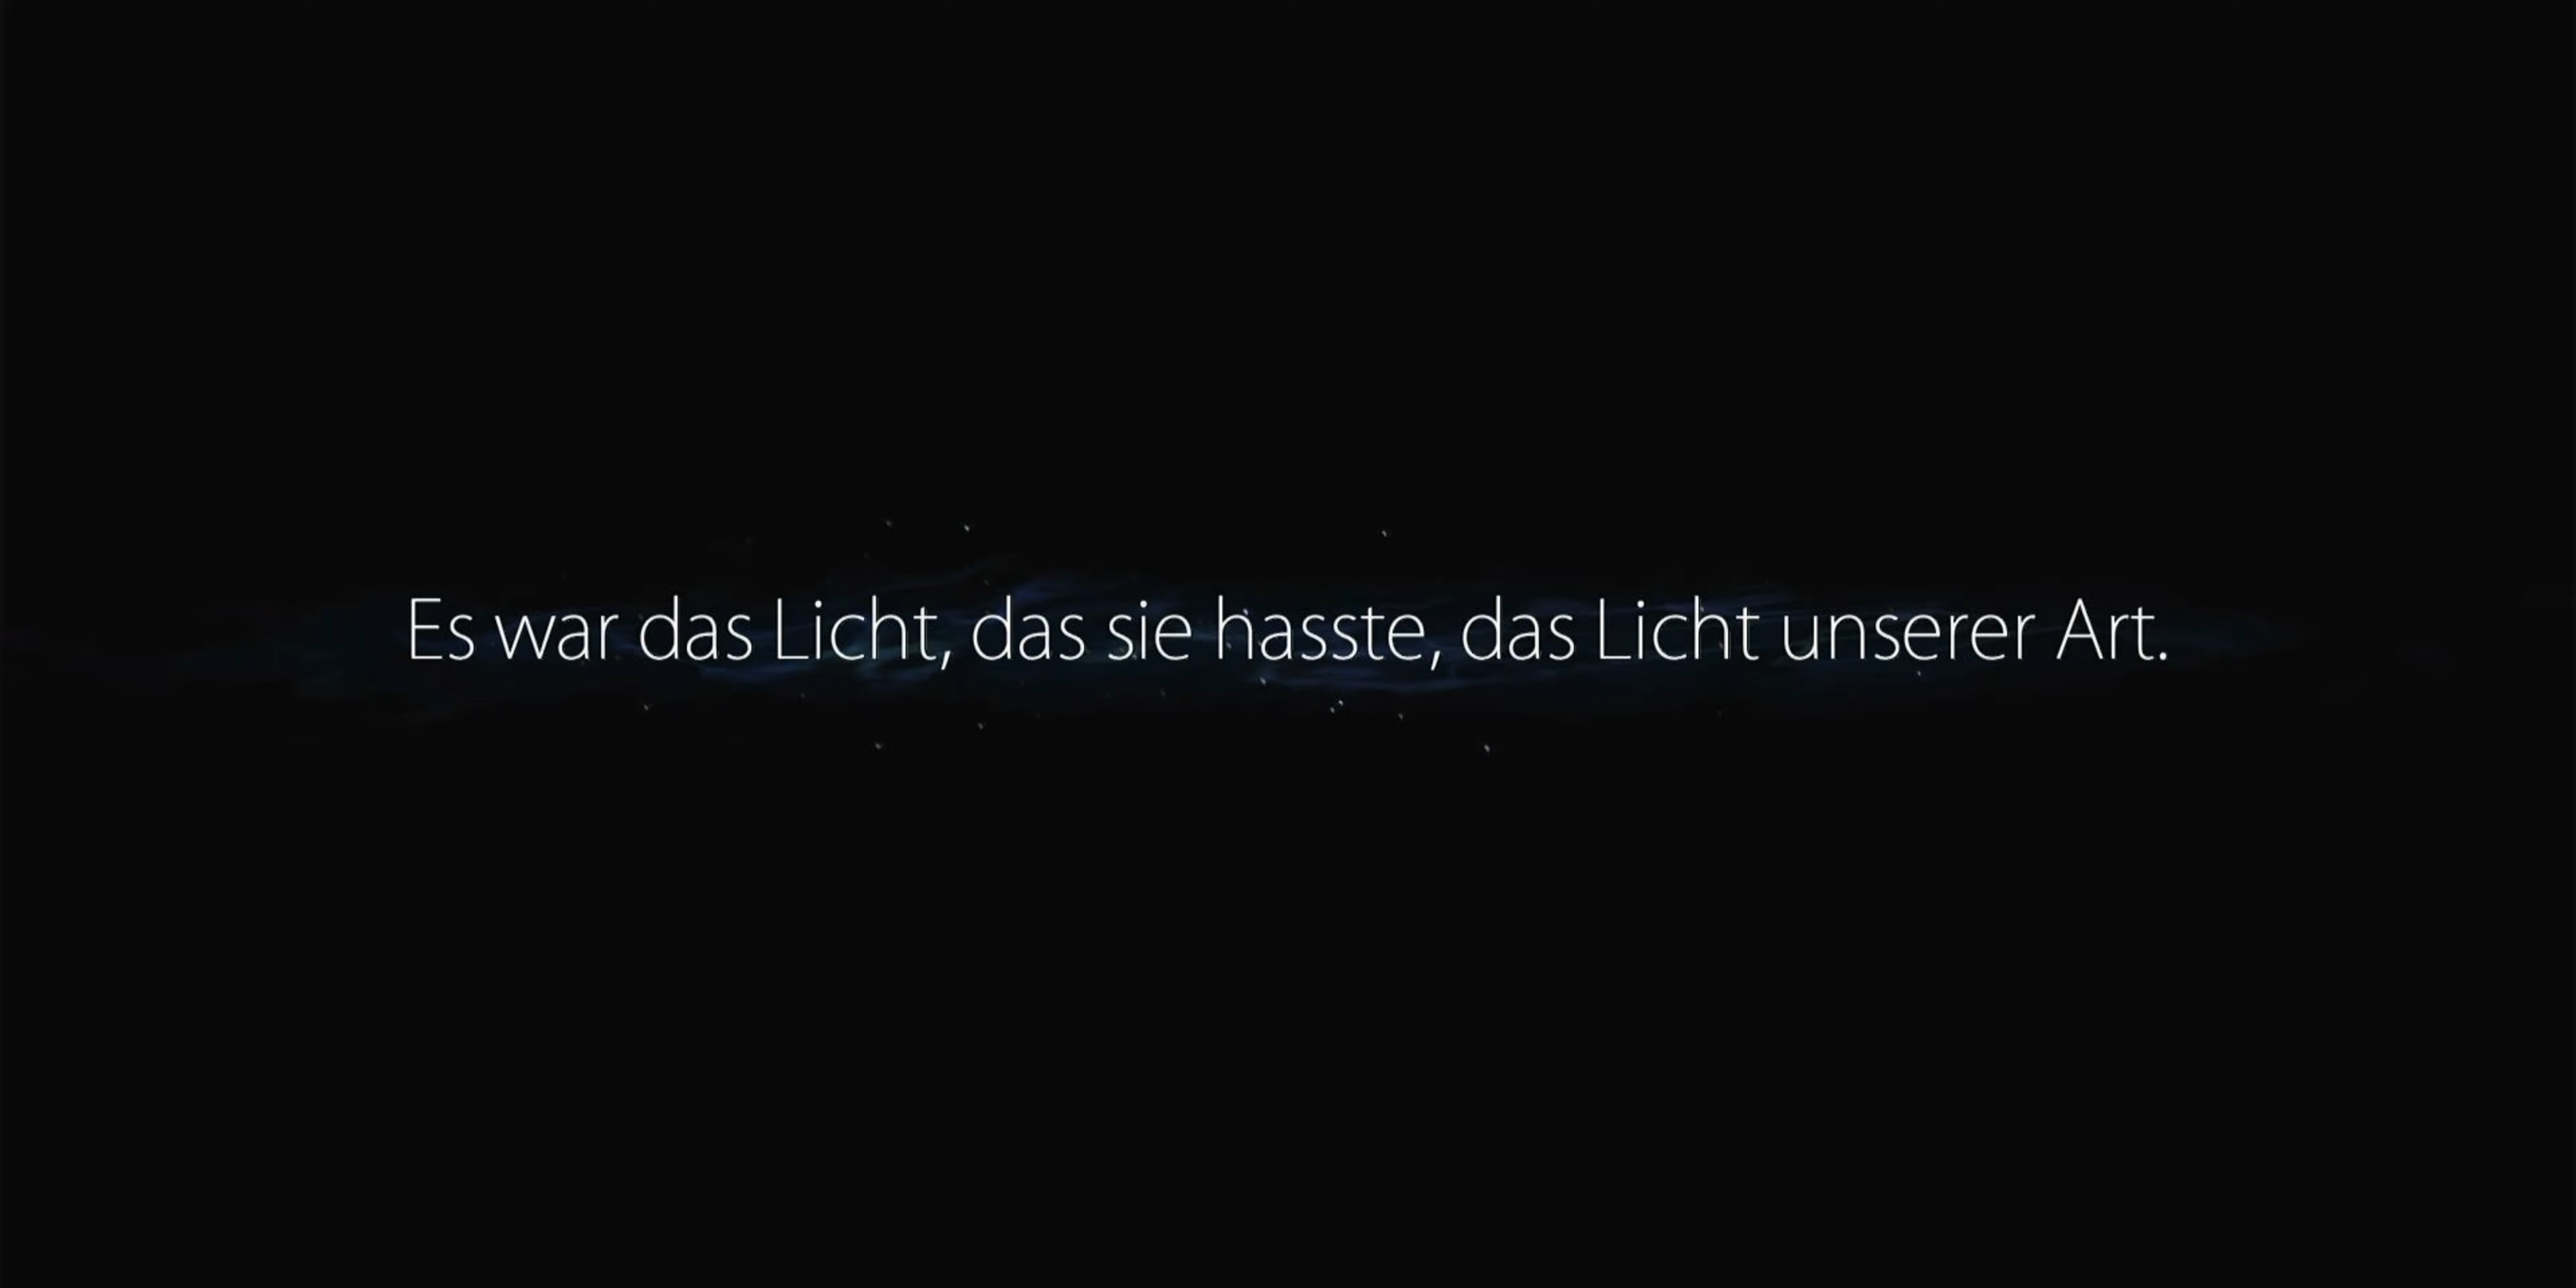 Es war das Licht, das sie hasste, das Licht unserer Art.